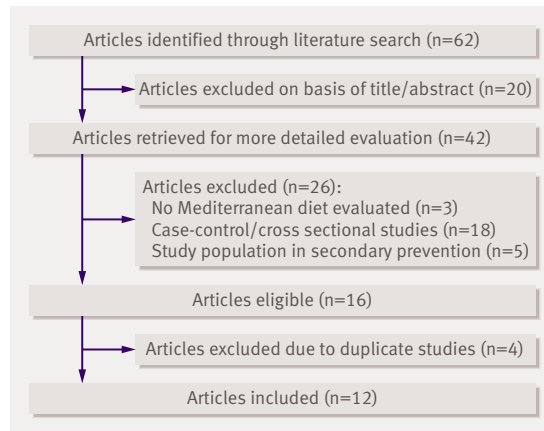 Articles identified through literature search (n=62)
Articles excluded on basis of title/abstract (n=20)
Articles retrieved for more detailed evaluation (n=42)
Articles excluded (n=26):
No Mediterranean diet evaluated (n=3)
Case-control/cross sectional studies (n=18)
Study population in secondary prevention (n=5)
Articles eligible (n=16)
Articles excluded due to duplicate studies (n=4)
Articles included (n=12)